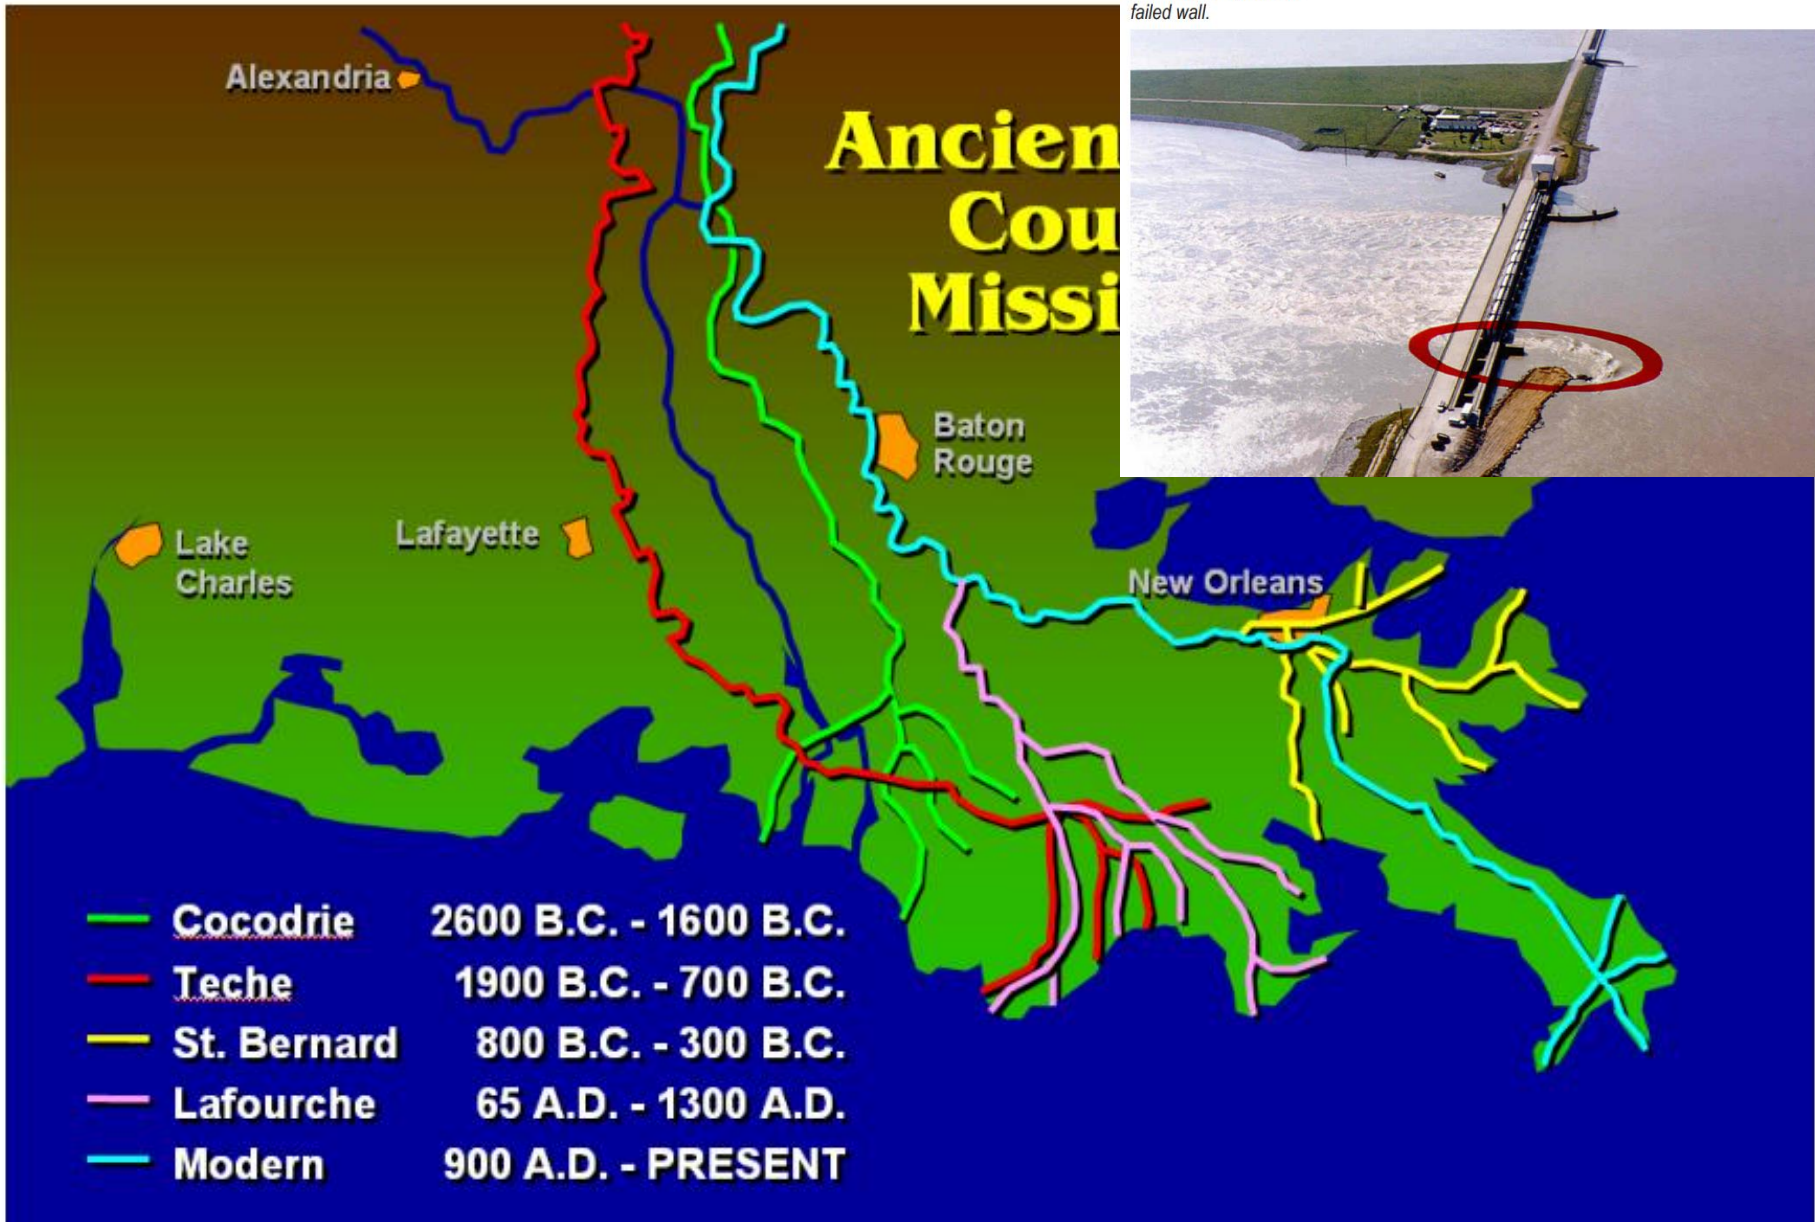 failed wall.
Alexandria
Ancien
Cou
Missi
Baton
Rouge
Lafayette
Lake
Charles
New Orleans
Cocodrie 2600 B.C. - 1600 B.C.
Teche 1900 B.C. - 700 B.C.
St. Bernard 800 B.C. - 300 B.C.
Lafourche 65 A.D. - 1300 A.D.
Modern 900 A.D. - PRESENT